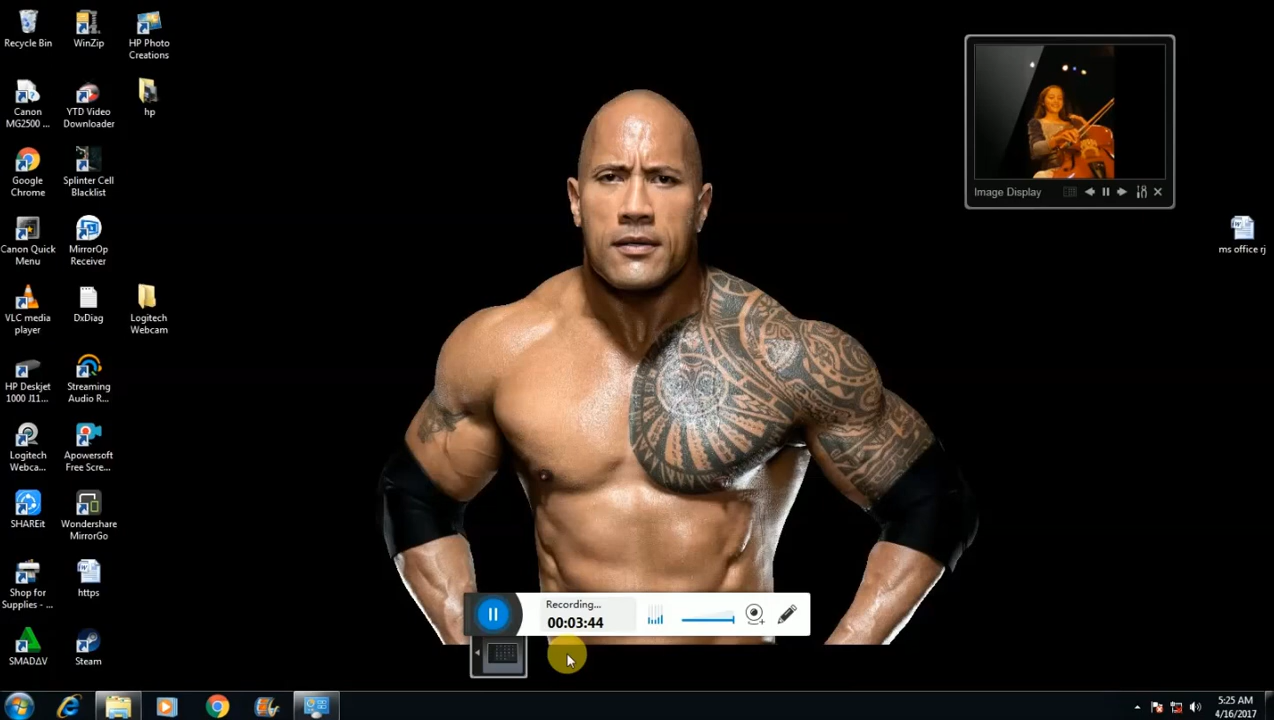 Recycle Bin
WinZip
HP Photo
Creations
Canon
MG2500 ...
YTD Video
Downloader
hp
Google
Chrome
Splinter Cell
Blacklist
Canon Quick
Menu
MirrorOp
Receiver
VLC media
player
DxDiag
Logitech
Webcam
HP Deskjet
1000 J11...
Streaming
Audio R...
Logitech
Webca...
Apowersoft
Free Scre...
SHAREit
Wondershare
MirrorGo
Shop for
Supplies - ...
https
SMADΔV
Steam
Image Display
ms office rj
Recording...
00:03:44
5:25 AM
4/16/2017